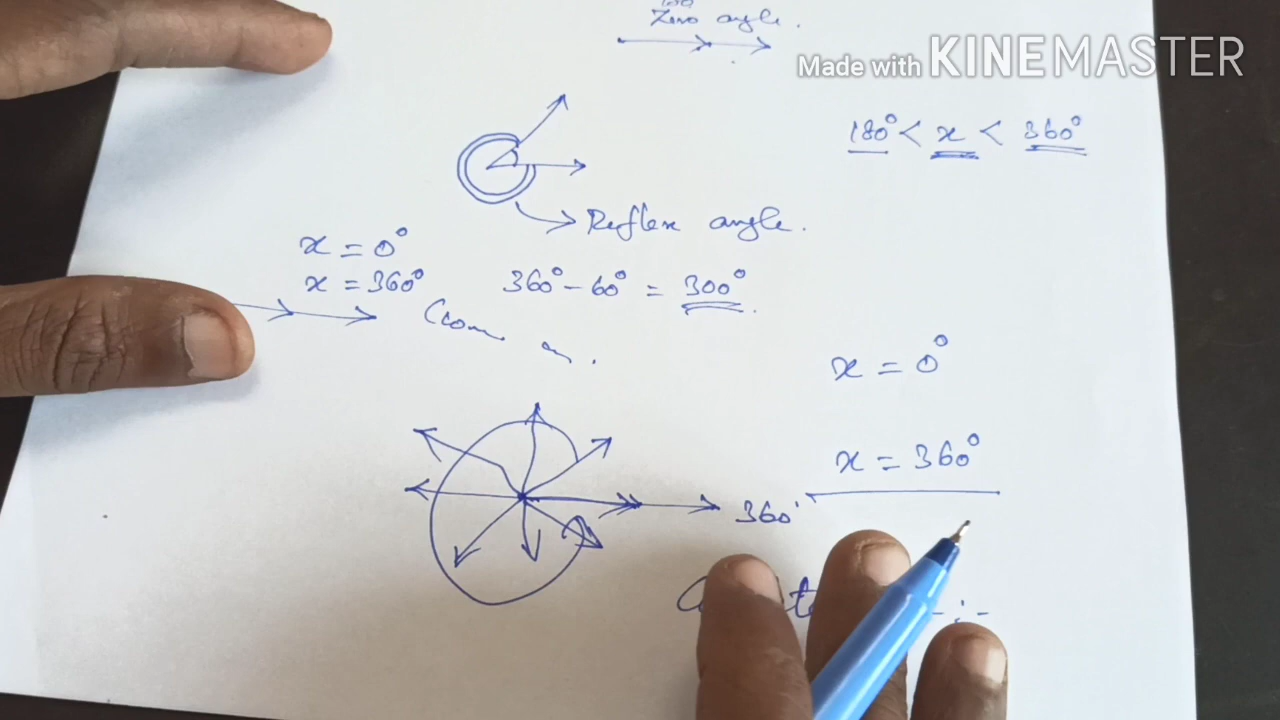 Zero angle.
Made with KINEMASTER
180° < x < 360°
Reflex angle.
x = 0°
x = 360°
360° - 60° = 300°.
x = 0°
x = 360°
360°